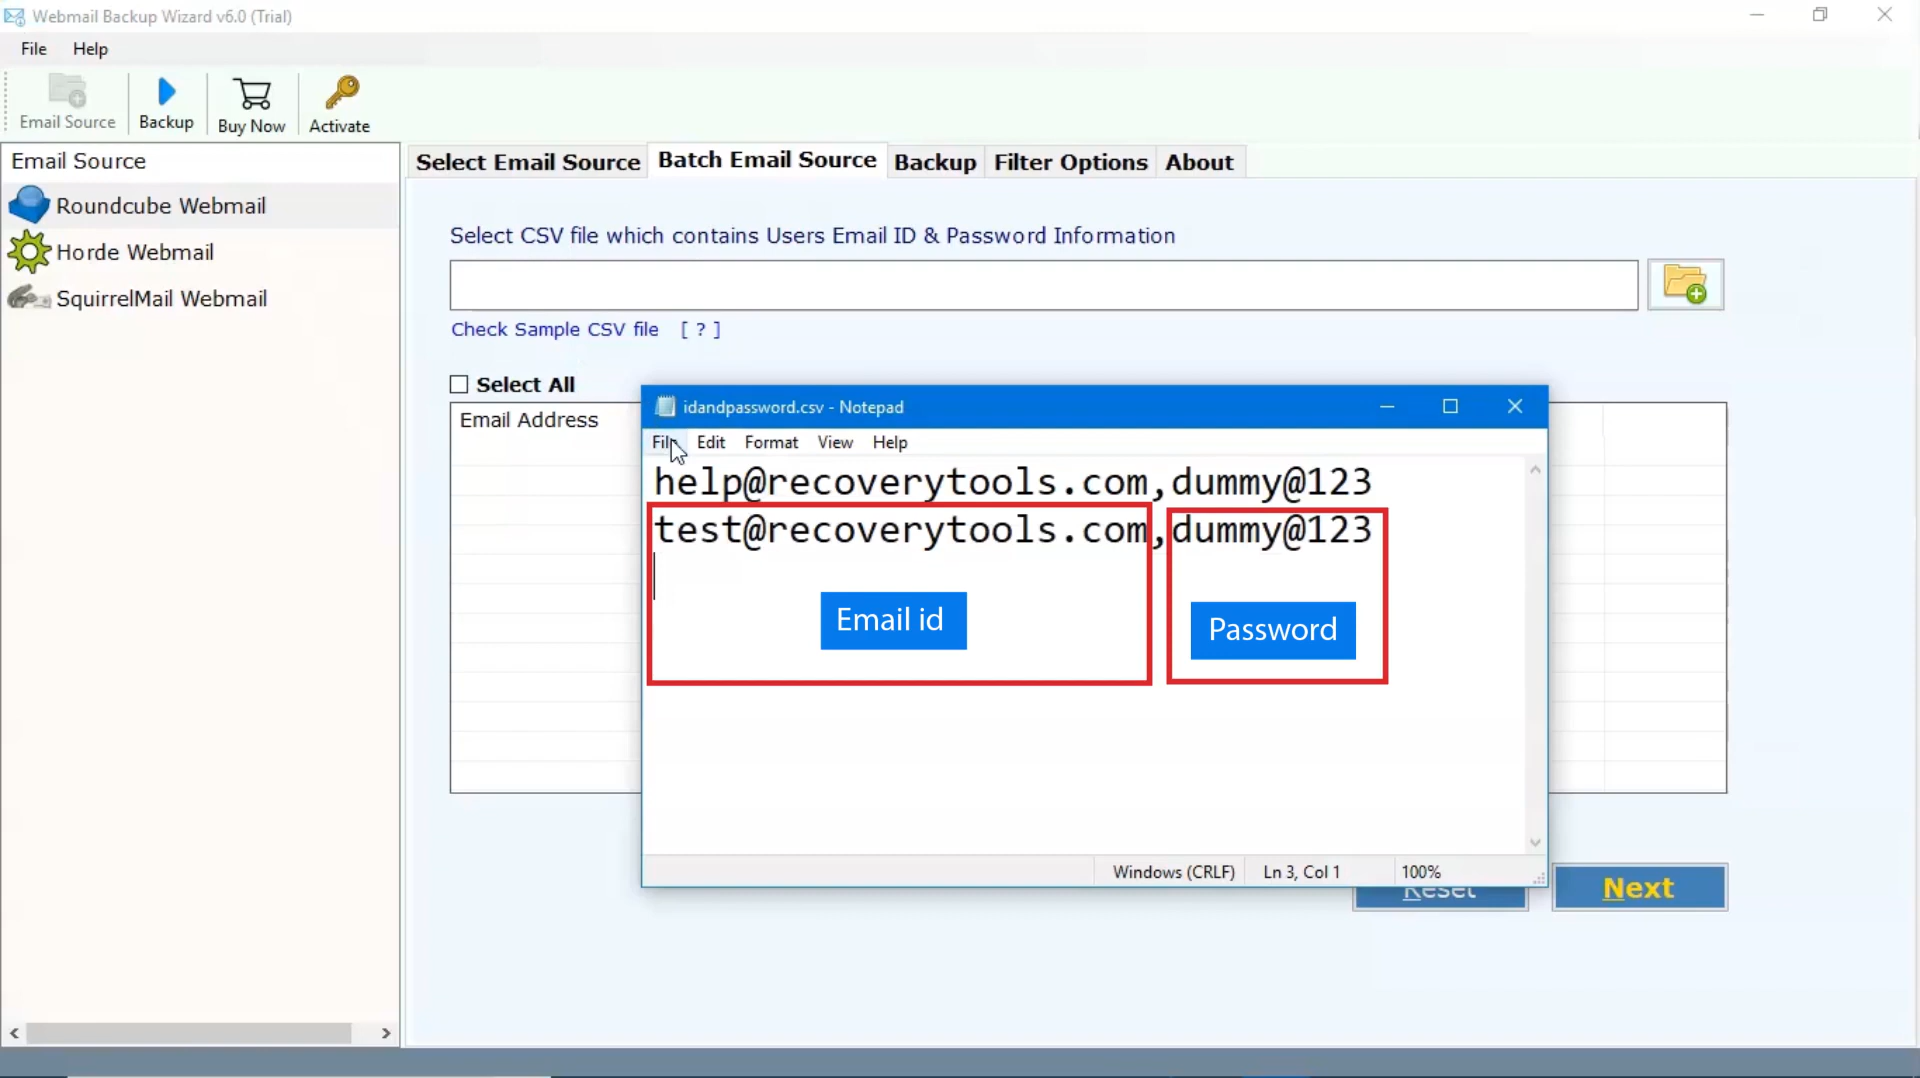 Webmail Backup Wizard v6.0 (Trial)
File Help
Email Source Backup Buy Now Activate
Email Source
Roundcube Webmail
Horde Webmail
SquirrelMail Webmail
Select Email Source Batch Email Source Backup Filter Options About
Select CSV file which contains Users Email ID & Password Information
Check Sample CSV file [ ? ]
Select All
Email Address
idandpassword.csv - Notepad
File Edit Format View Help
help@recoverytools.com,dummy@123
test@recoverytools.com,dummy@123
Email id
Password
Windows (CRLF) Ln 3, Col 1 100%
Reset Next